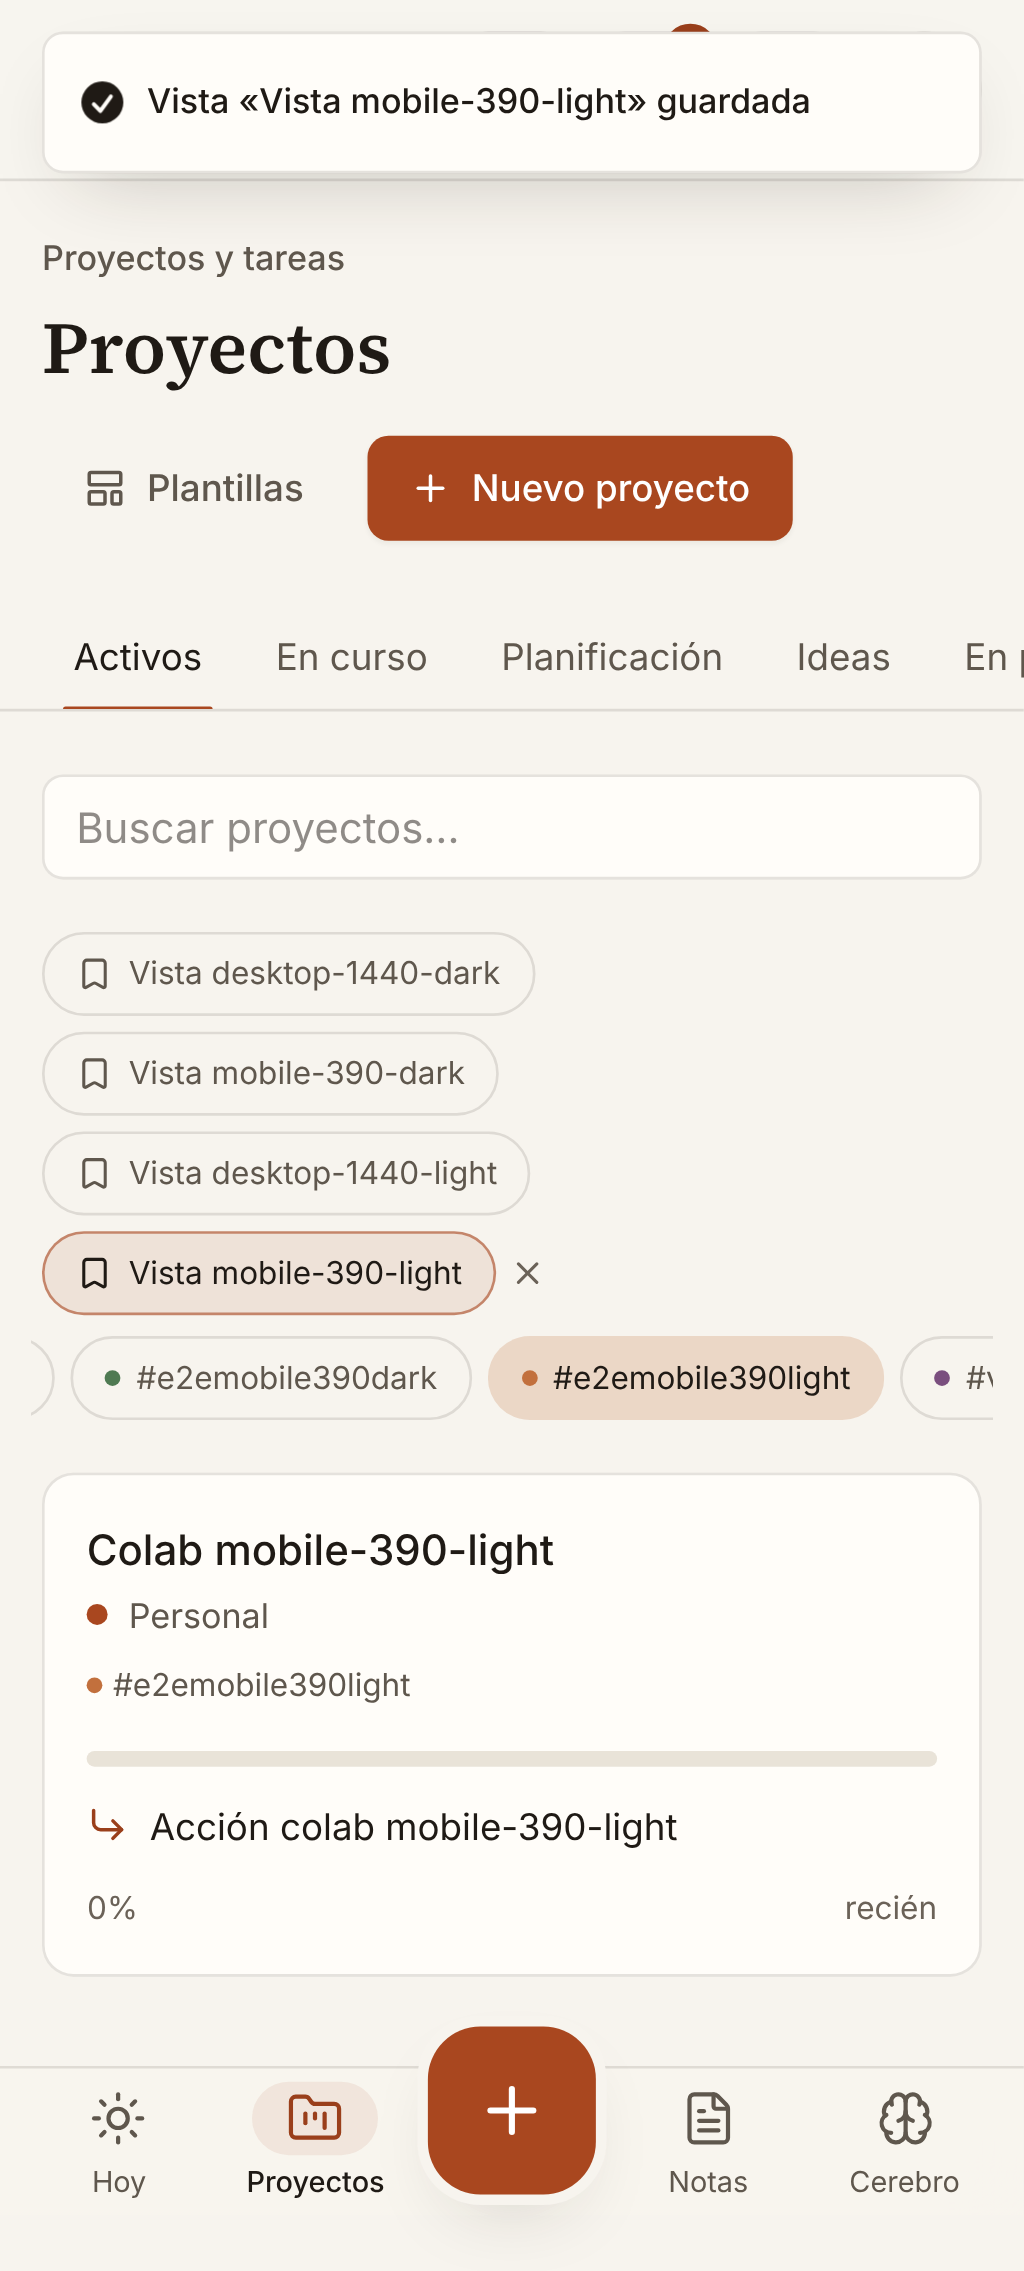 Vista «Vista mobile-390-light» guardada
Proyectos y tareas
Proyectos
Plantillas
Nuevo proyecto
Activos En curso Planificación Ideas En
Buscar proyectos...
Vista desktop-1440-dark
Vista mobile-390-dark
Vista desktop-1440-light
Vista mobile-390-light
#e2emobile390dark #e2emobile390light
Colab mobile-390-light
Personal
#e2emobile390light
Acción colab mobile-390-light
0% recién
Hoy Proyectos Notas Cerebro